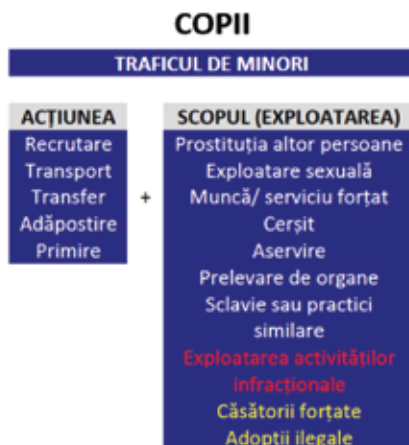 COPII
TRAFICUL DE MINORI
ACȚIUNEA
Recrutare
Transport
Transfer
Adăpostire
Primire
+
SCOPUL (EXPLOATAREA)
Prostituția altor persoane
Exploatare sexuală
Muncă/ serviciu forțat
Cerșit
Aservire
Prelevare de organe
Sclavie sau practici
similare
Exploatarea activităților
infracționale
Căsătorii forțate
Adopții ilegale